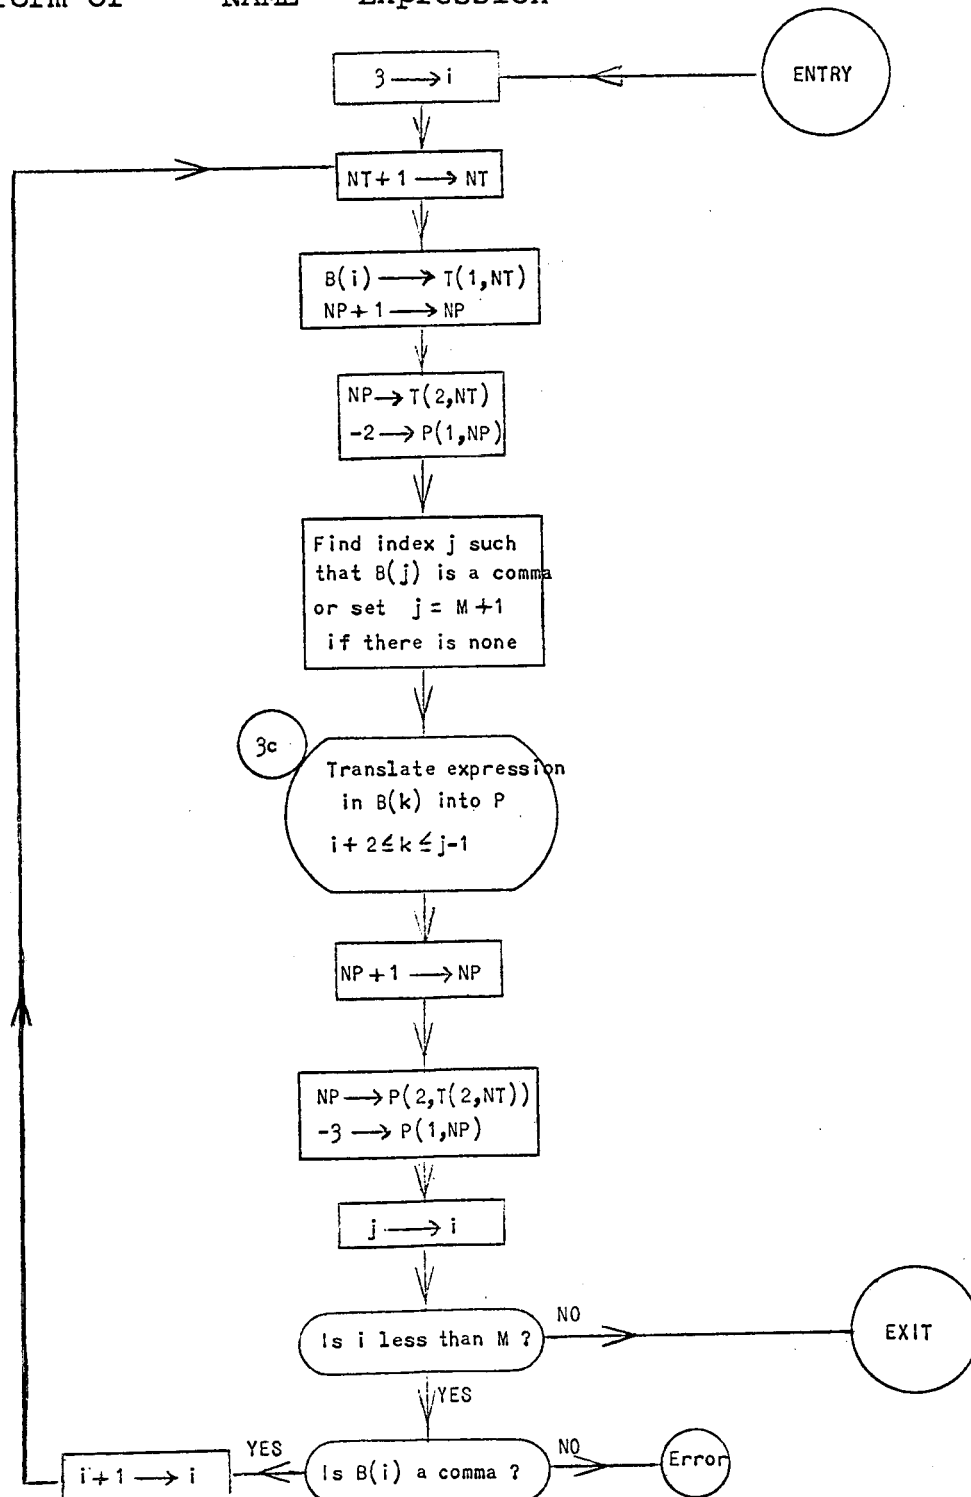 form of NAME Expression
3 → i
ENTRY
NT + 1 → NT
B(i) → T(1,NT)
NP + 1 → NP
NP → T(2,NT)
-2 → P(1,NP)
Find index j such
that B(j) is a comma
or set j = M + 1
if there is none
3c
Translate expression
in B(k) into P
i + 2 ≤ k ≤ j-1
NP + 1 → NP
NP → P(2,T(2,NT))
-3 → P(1,NP)
j → i
Is i less than M ?
NO
EXIT
YES
Is B(i) a comma ?
YES
NO
Error
i + 1 → i